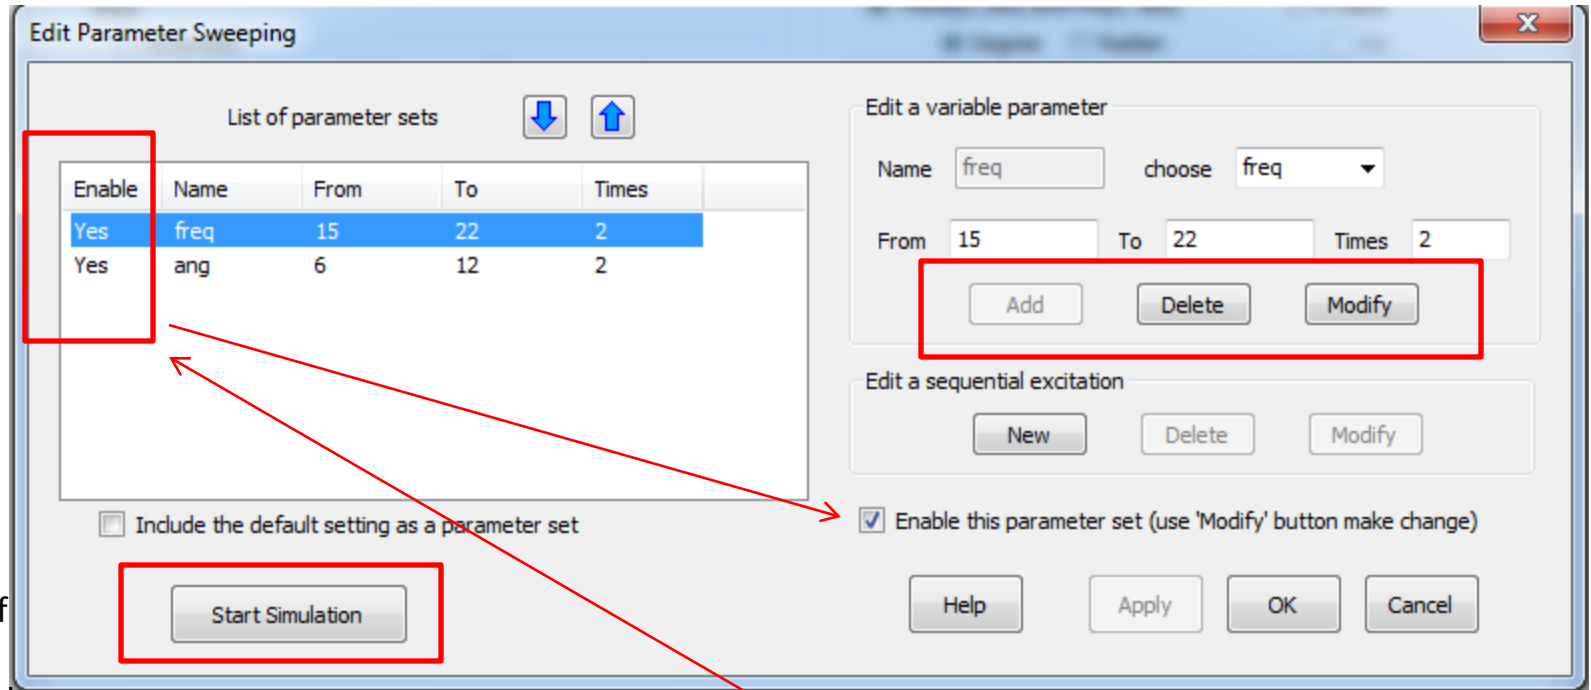 Edit Parameter Sweeping
List of parameter sets
Enable Name From To Times
Yes freq 15 22 2
Yes ang 6 12 2
Include the default setting as a parameter set
Start Simulation
Edit a variable parameter
Name freq choose freq
From 15 To 22 Times 2
Add Delete Modify
Edit a sequential excitation
New Delete Modify
Enable this parameter set (use 'Modify' button make change)
Help Apply OK Cancel
f